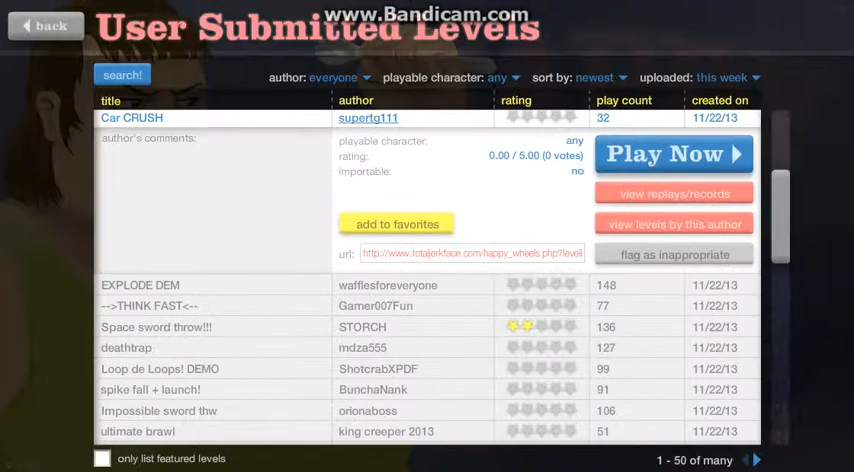 www.Bandicam.com
back
User Submitted Levels
search!
author: everyone playable character: any sort by: newest uploaded: this week
title author rating play count created on
Car CRUSH supertg111 32 11/22/13
author's comments:
playable character: any
rating: 0.00 / 5.00 (0 votes)
importable: no
Play Now
view replays/records
add to favorites
view levels by this author
url: http://www.totaljerkface.com/happy_wheels.php?leveli
flag as inappropriate
EXPLODE DEM wafflesforeveryone 148 11/22/13
-->THINK FAST<-- Gamer007Fun 77 11/22/13
Space sword throw!!! STORCH 136 11/22/13
deathtrap mdza555 127 11/22/13
Loop de Loops! DEMO ShotcrabXPDF 99 11/22/13
spike fall + launch! BunchaNank 91 11/22/13
Impossible sword thw orionaboss 106 11/22/13
ultimate brawl king creeper 2013 51 11/22/13
only list featured levels
1 - 50 of many